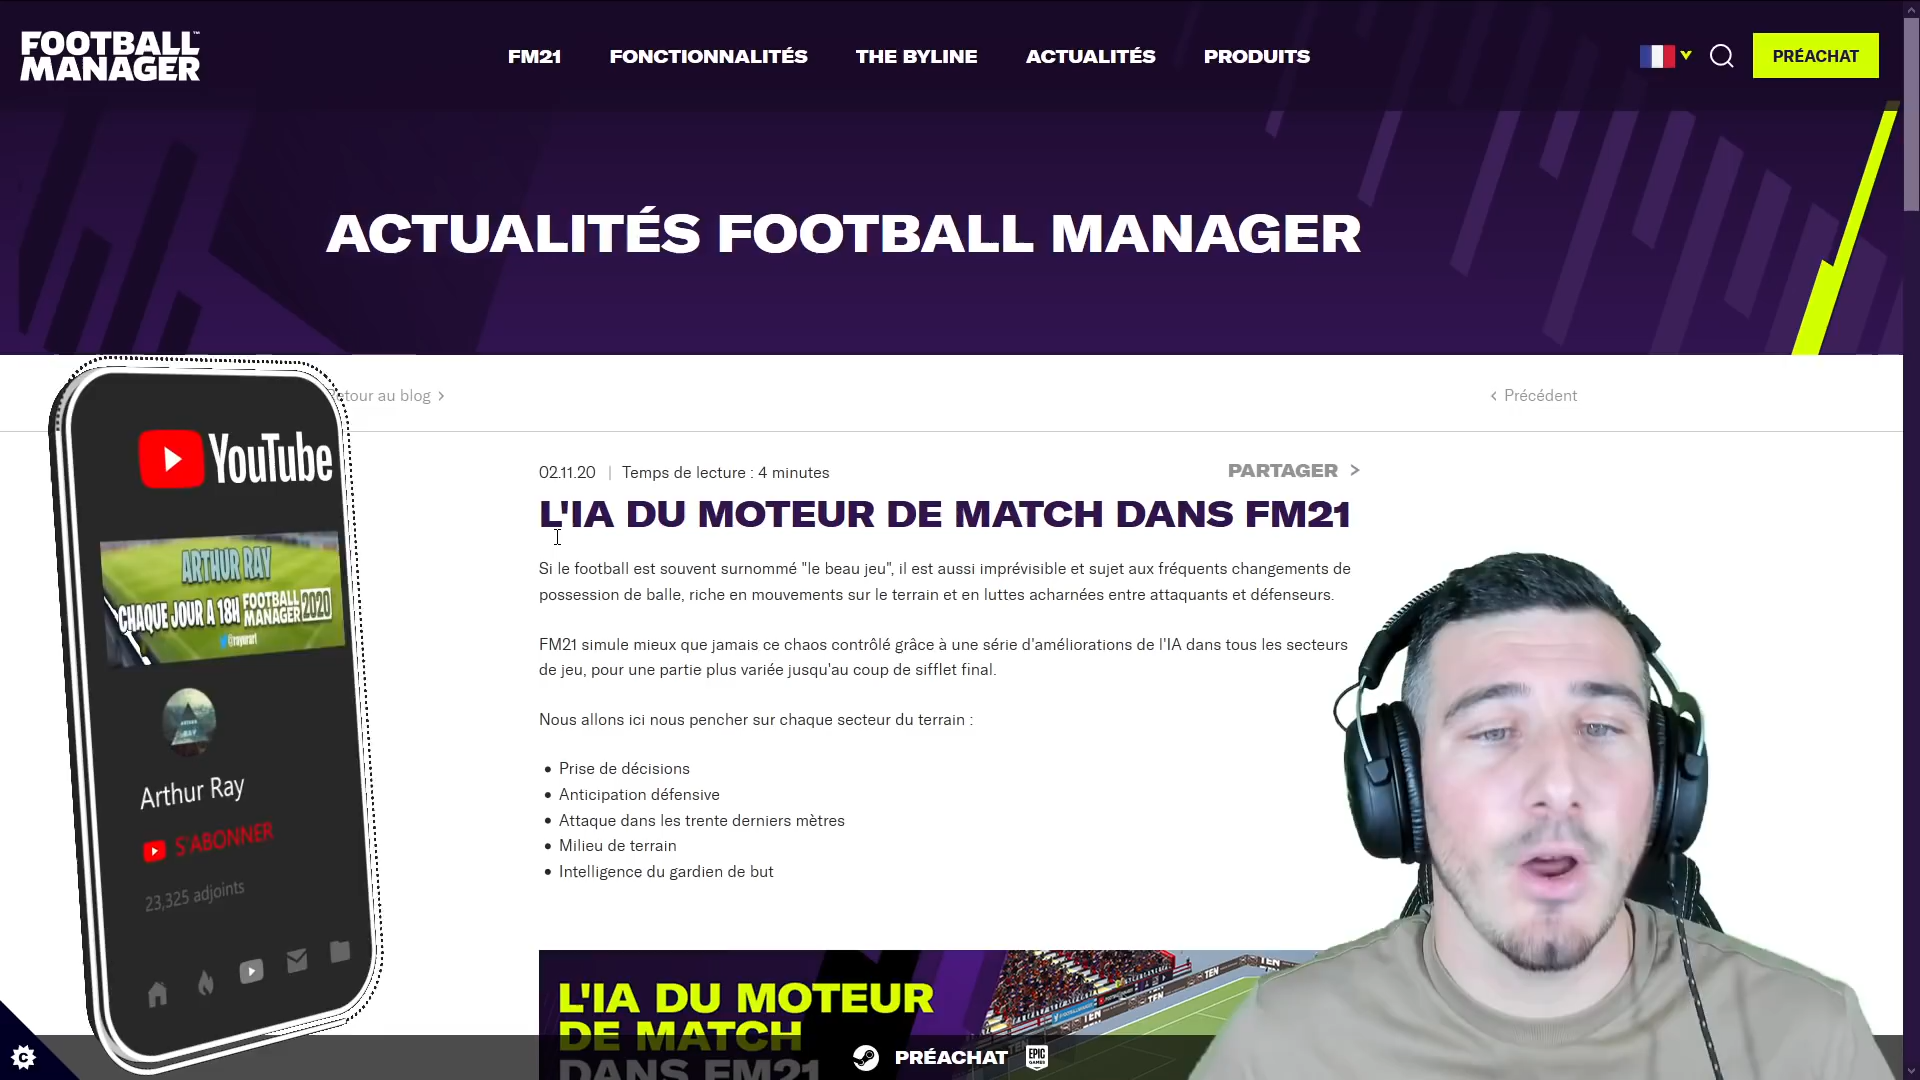 FOOTBALL MANAGER
FM21
FONCTIONNALITÉS
THE BYLINE
ACTUALITÉS
PRODUITS
PRÉACHAT
ACTUALITÉS FOOTBALL MANAGER
etour au blog >
< Précédent
02.11.20 | Temps de lecture : 4 minutes
PARTAGER >
L'IA DU MOTEUR DE MATCH DANS FM21
Si le football est souvent surnommé "le beau jeu", il est aussi imprévisible et sujet aux fréquents changements de
possession de balle, riche en mouvements sur le terrain et en luttes acharnées entre attaquants et défenseurs.
FM21 simule mieux que jamais ce chaos contrôlé grâce à une série d'améliorations de l'IA dans tous les secteurs
de jeu, pour une partie plus variée jusqu'au coup de sifflet final.
Nous allons ici nous pencher sur chaque secteur du terrain :
• Prise de décisions
• Anticipation défensive
• Attaque dans les trente derniers mètres
• Milieu de terrain
• Intelligence du gardien de but
YouTube
ARTHUR RAY
CHAQUE JOUR A 18H FOOTBALL MANAGER 2020
Arthur Ray
S'ABONNER
23,325 adjoints
L'IA DU MOTEUR
DE MATCH
DANS FM21
PRÉACHAT
EPIC GAMES